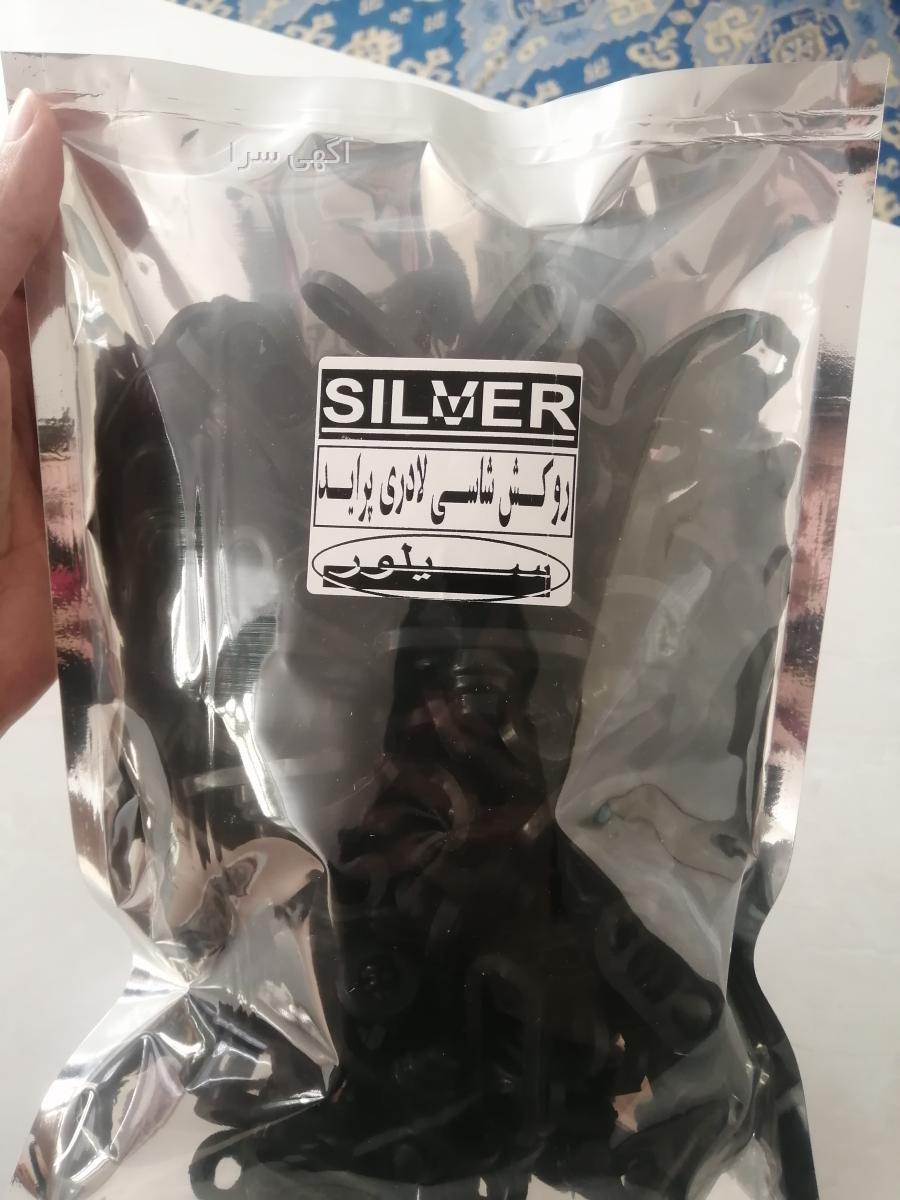 آگهی سرا
SILVER
روکش شاسی لادری پراید
سیلور